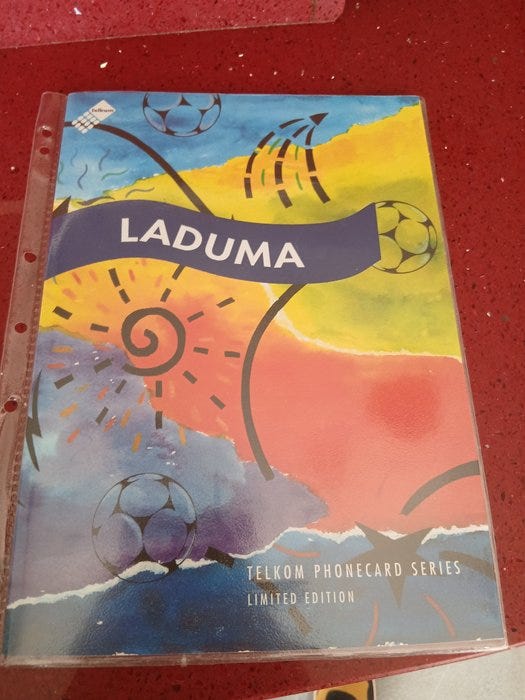 LADUMA
TELKOM PHONECARD SERIES
LIMITED EDITION